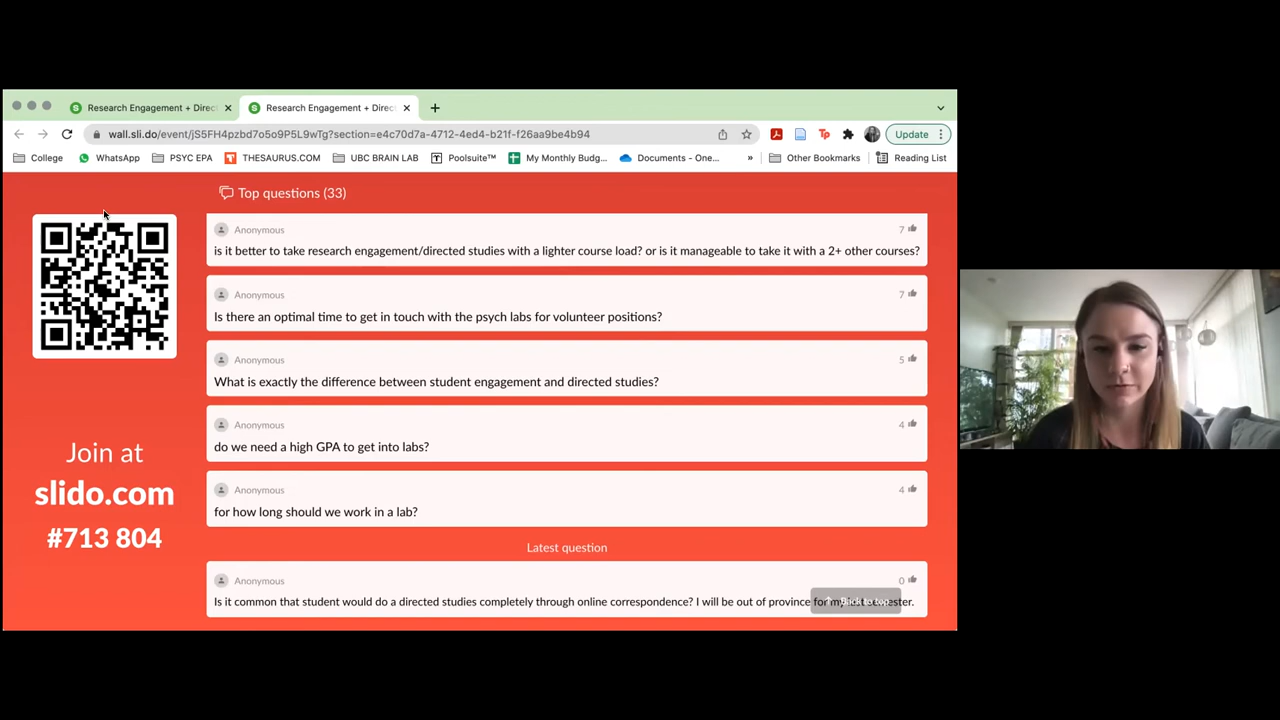 Research Engagement + Direc
Research Engagement + Direc
wall.sli.do/event/jS5FH4pzbd7o5o9P5L9wTg?section=e4c70d7a-4712-4ed4-b21f-f26aa9be4b94
Update
College
WhatsApp
PSYC EPA
THESAURUS.COM
UBC BRAIN LAB
Poolsuite™
My Monthly Budg...
Documents - One...
»
Other Bookmarks
Reading List
Top questions (33)
Anonymous 7
is it better to take research engagement/directed studies with a lighter course load? or is it manageable to take it with a 2+ other courses?
Anonymous 7
Is there an optimal time to get in touch with the psych labs for volunteer positions?
Anonymous 5
What is exactly the difference between student engagement and directed studies?
Anonymous 4
do we need a high GPA to get into labs?
Anonymous 4
for how long should we work in a lab?
Latest question
Anonymous 0
Is it common that student would do a directed studies completely through online correspondence? I will be out of province for my last semester.
Back to top
Join at
slido.com
#713 804